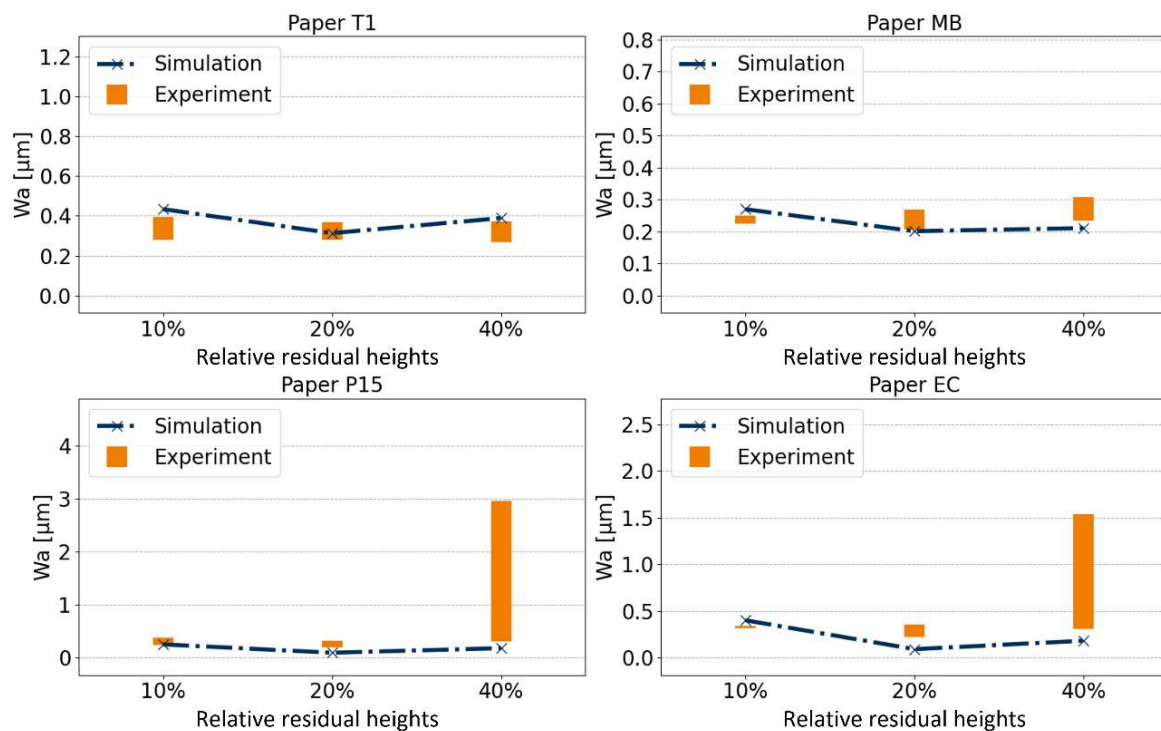 Paper T1
Simulation
Experiment
Wa [μm]
1.2
1.0
0.8
0.6
0.4
0.2
0.0
10% 20% 40%
Relative residual heights
Paper MB
Simulation
Experiment
Wa [μm]
0.8
0.7
0.6
0.5
0.4
0.3
0.2
0.1
0.0
10% 20% 40%
Relative residual heights
Paper P15
Simulation
Experiment
Wa [μm]
4
3
2
1
0
10% 20% 40%
Relative residual heights
Paper EC
Simulation
Experiment
Wa [μm]
2.5
2.0
1.5
1.0
0.5
0.0
10% 20% 40%
Relative residual heights